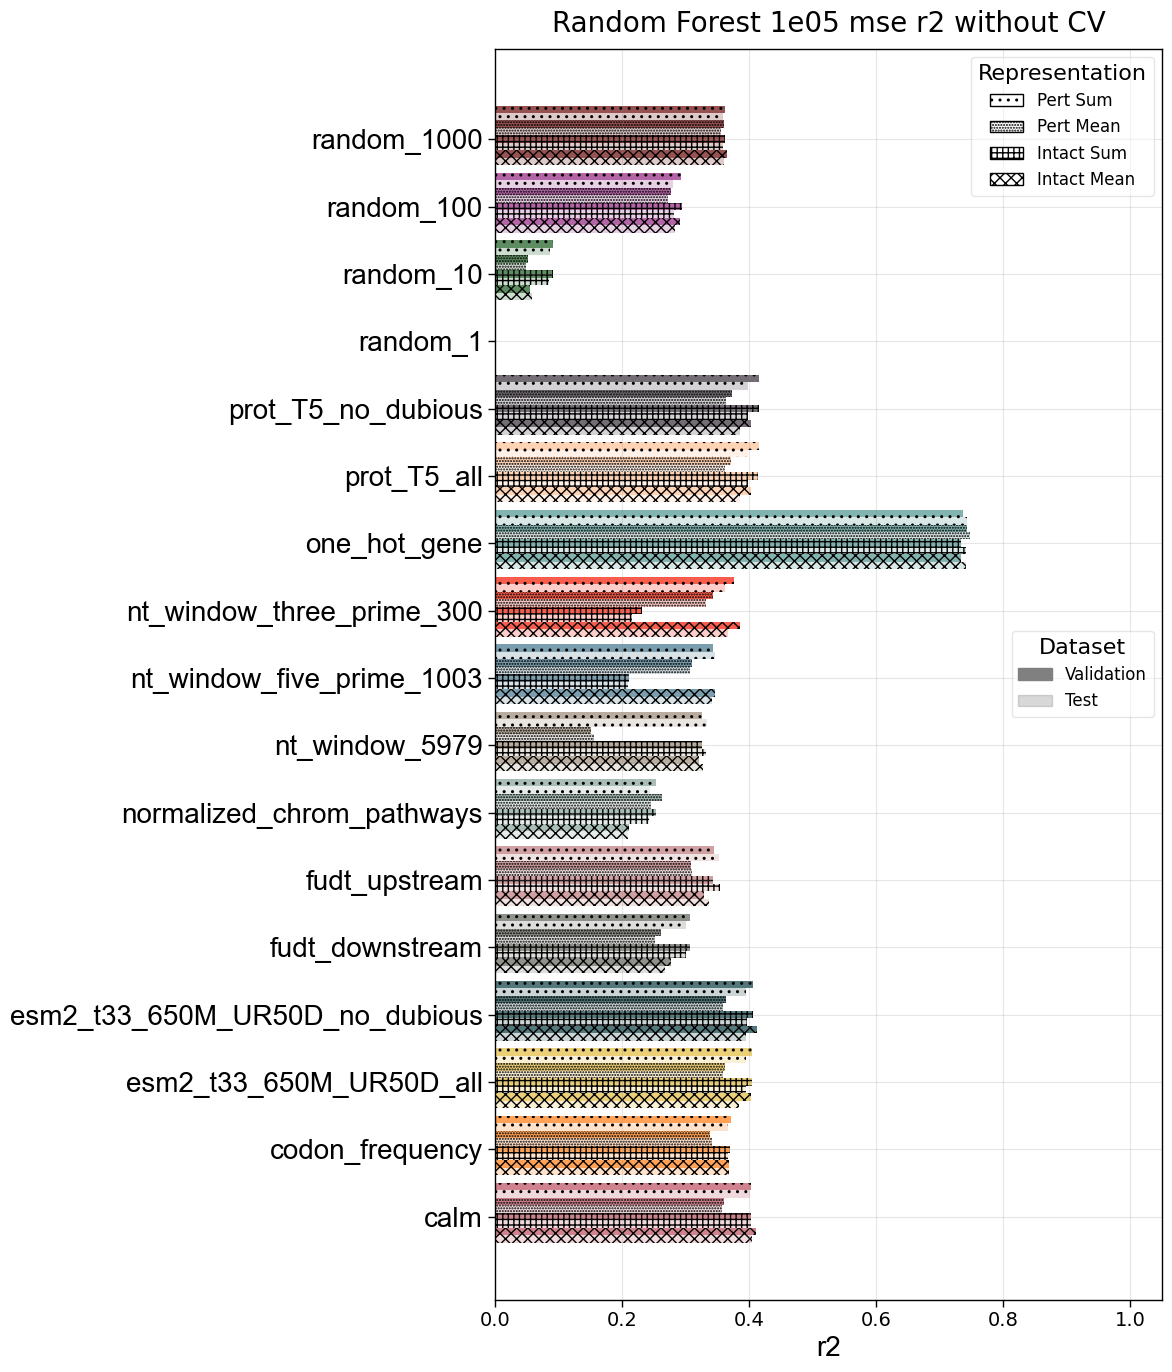 Random Forest 1e05 mse r2 without CV
Representation
Pert Sum
Pert Mean
Intact Sum
Intact Mean
random_1000
random_100
random_10
random_1
prot_T5_no_dubious
prot_T5_all
one_hot_gene
nt_window_three_prime_300
nt_window_five_prime_1003
nt_window_5979
normalized_chrom_pathways
fudt_upstream
fudt_downstream
esm2_t33_650M_UR50D_no_dubious
esm2_t33_650M_UR50D_all
codon_frequency
calm
Dataset
Validation
Test
0.0 0.2 0.4 0.6 0.8 1.0
r2